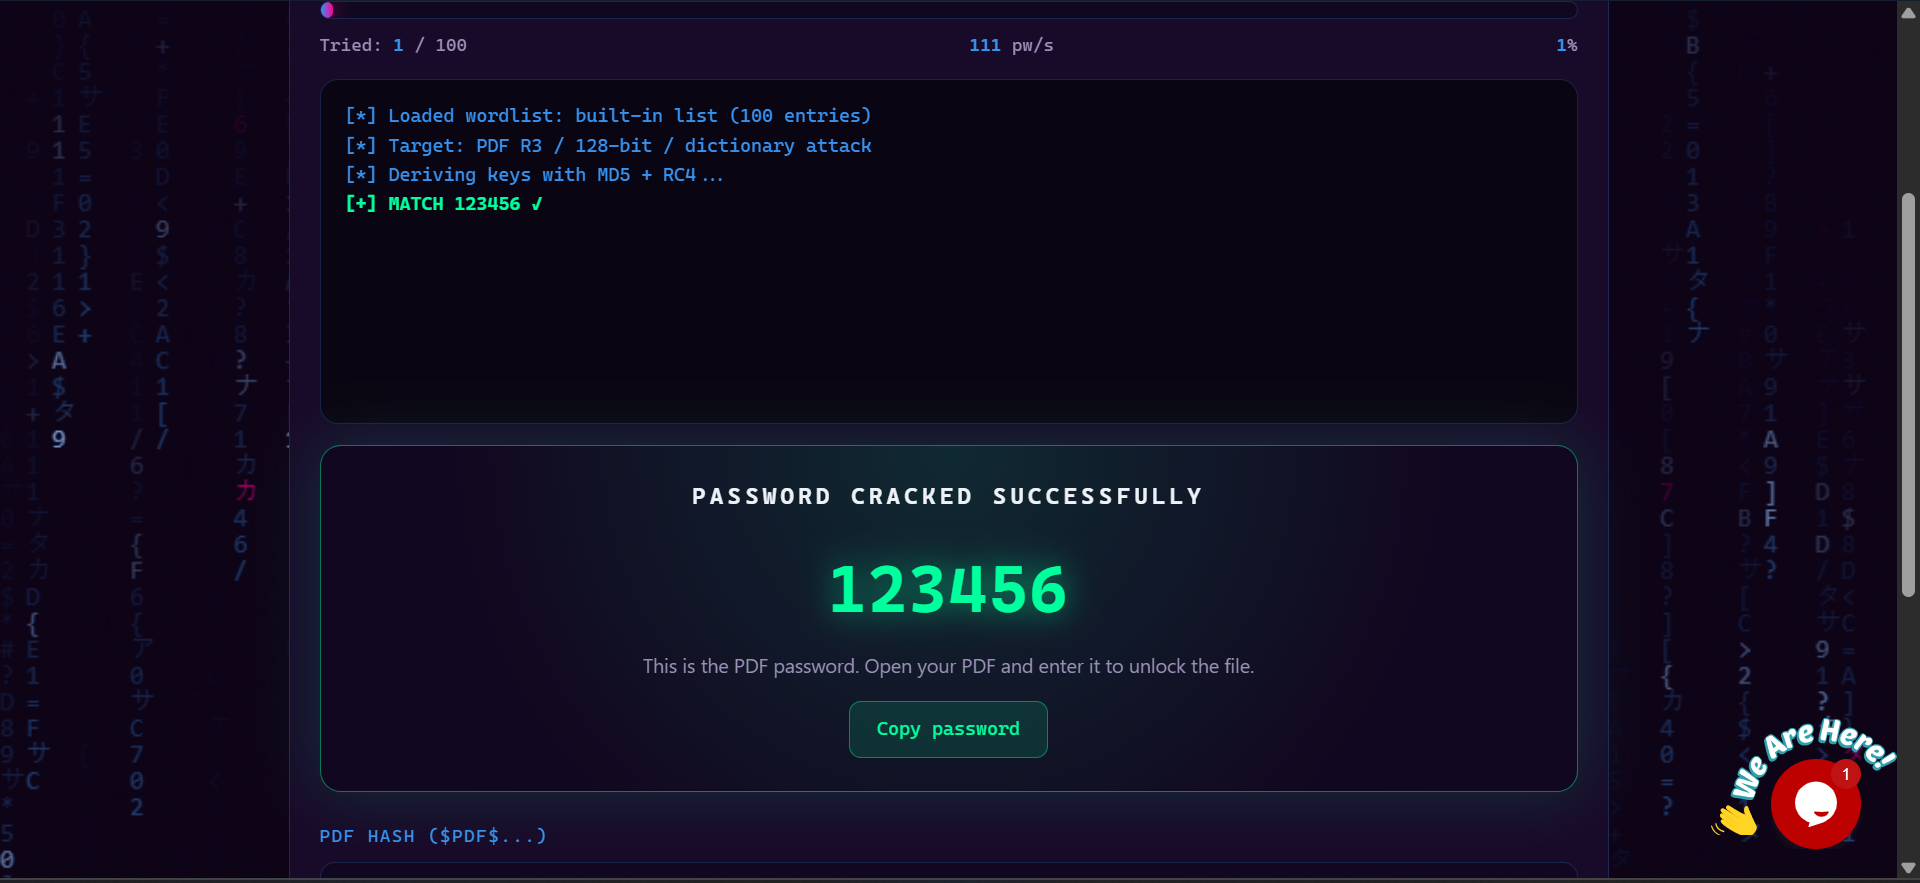 Tried: 1 / 100
111 pw/s
1%
[*] Loaded wordlist: built-in list (100 entries)
[*] Target: PDF R3 / 128-bit / dictionary attack
[*] Deriving keys with MD5 + RC4...
[+] MATCH 123456 ✓
PASSWORD CRACKED SUCCESSFULLY
123456
This is the PDF password. Open your PDF and enter it to unlock the file.
Copy password
We Are Here!
1
PDF HASH ($PDF$...)